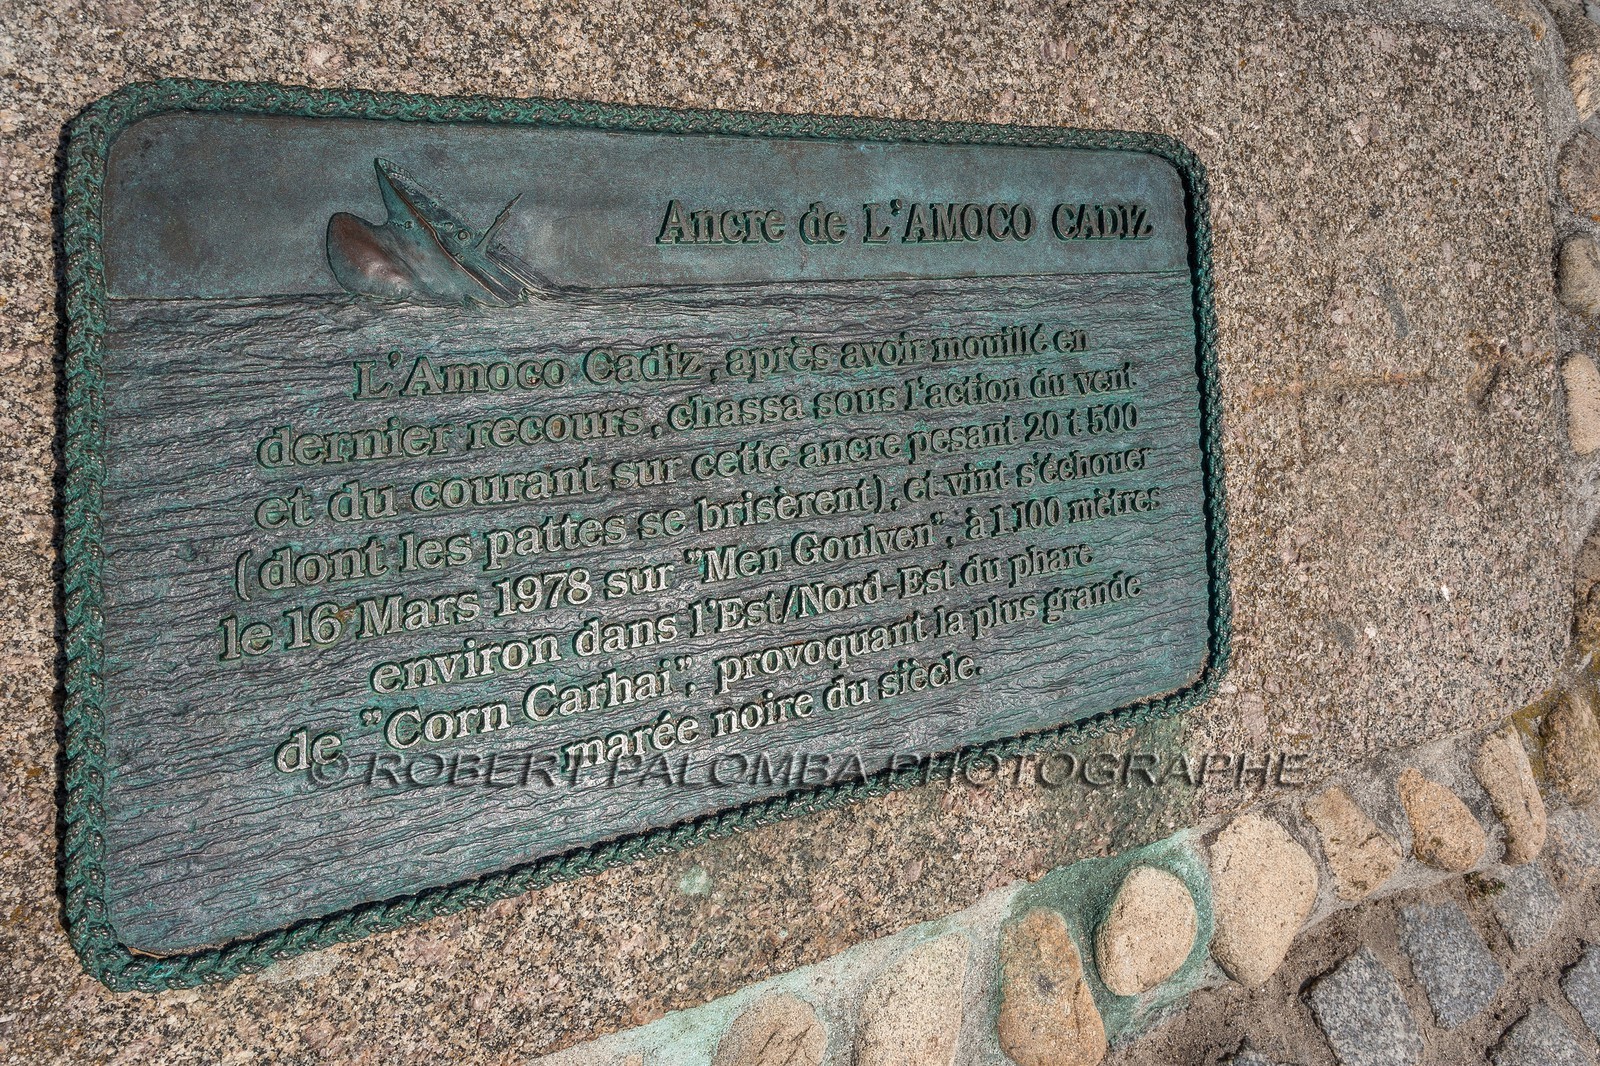 Ancre de L'AMOCO CADIZ
L'Amoco Cadiz, après avoir mouillé en
dernier recours, chassa sous l'action du vent
et du courant sur cette ancre pesant 20 t 500
(dont les pattes se brisèrent), et vint s'échouer
le 16 Mars 1978 sur "Men Goulven", à 1 100 mètres
environ dans l'Est/Nord-Est du phare
de "Corn Carhai", provoquant la plus grande
marée noire du siècle.
© ROBERT PALOMBA PHOTOGRAPHE